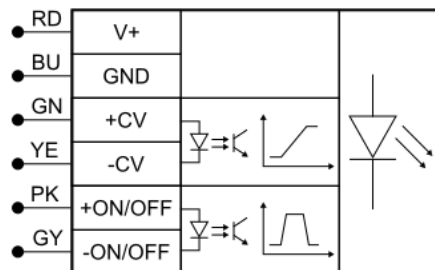 RD V+
BU GND
GN +CV
YE -CV
PK +ON/OFF
GY -ON/OFF